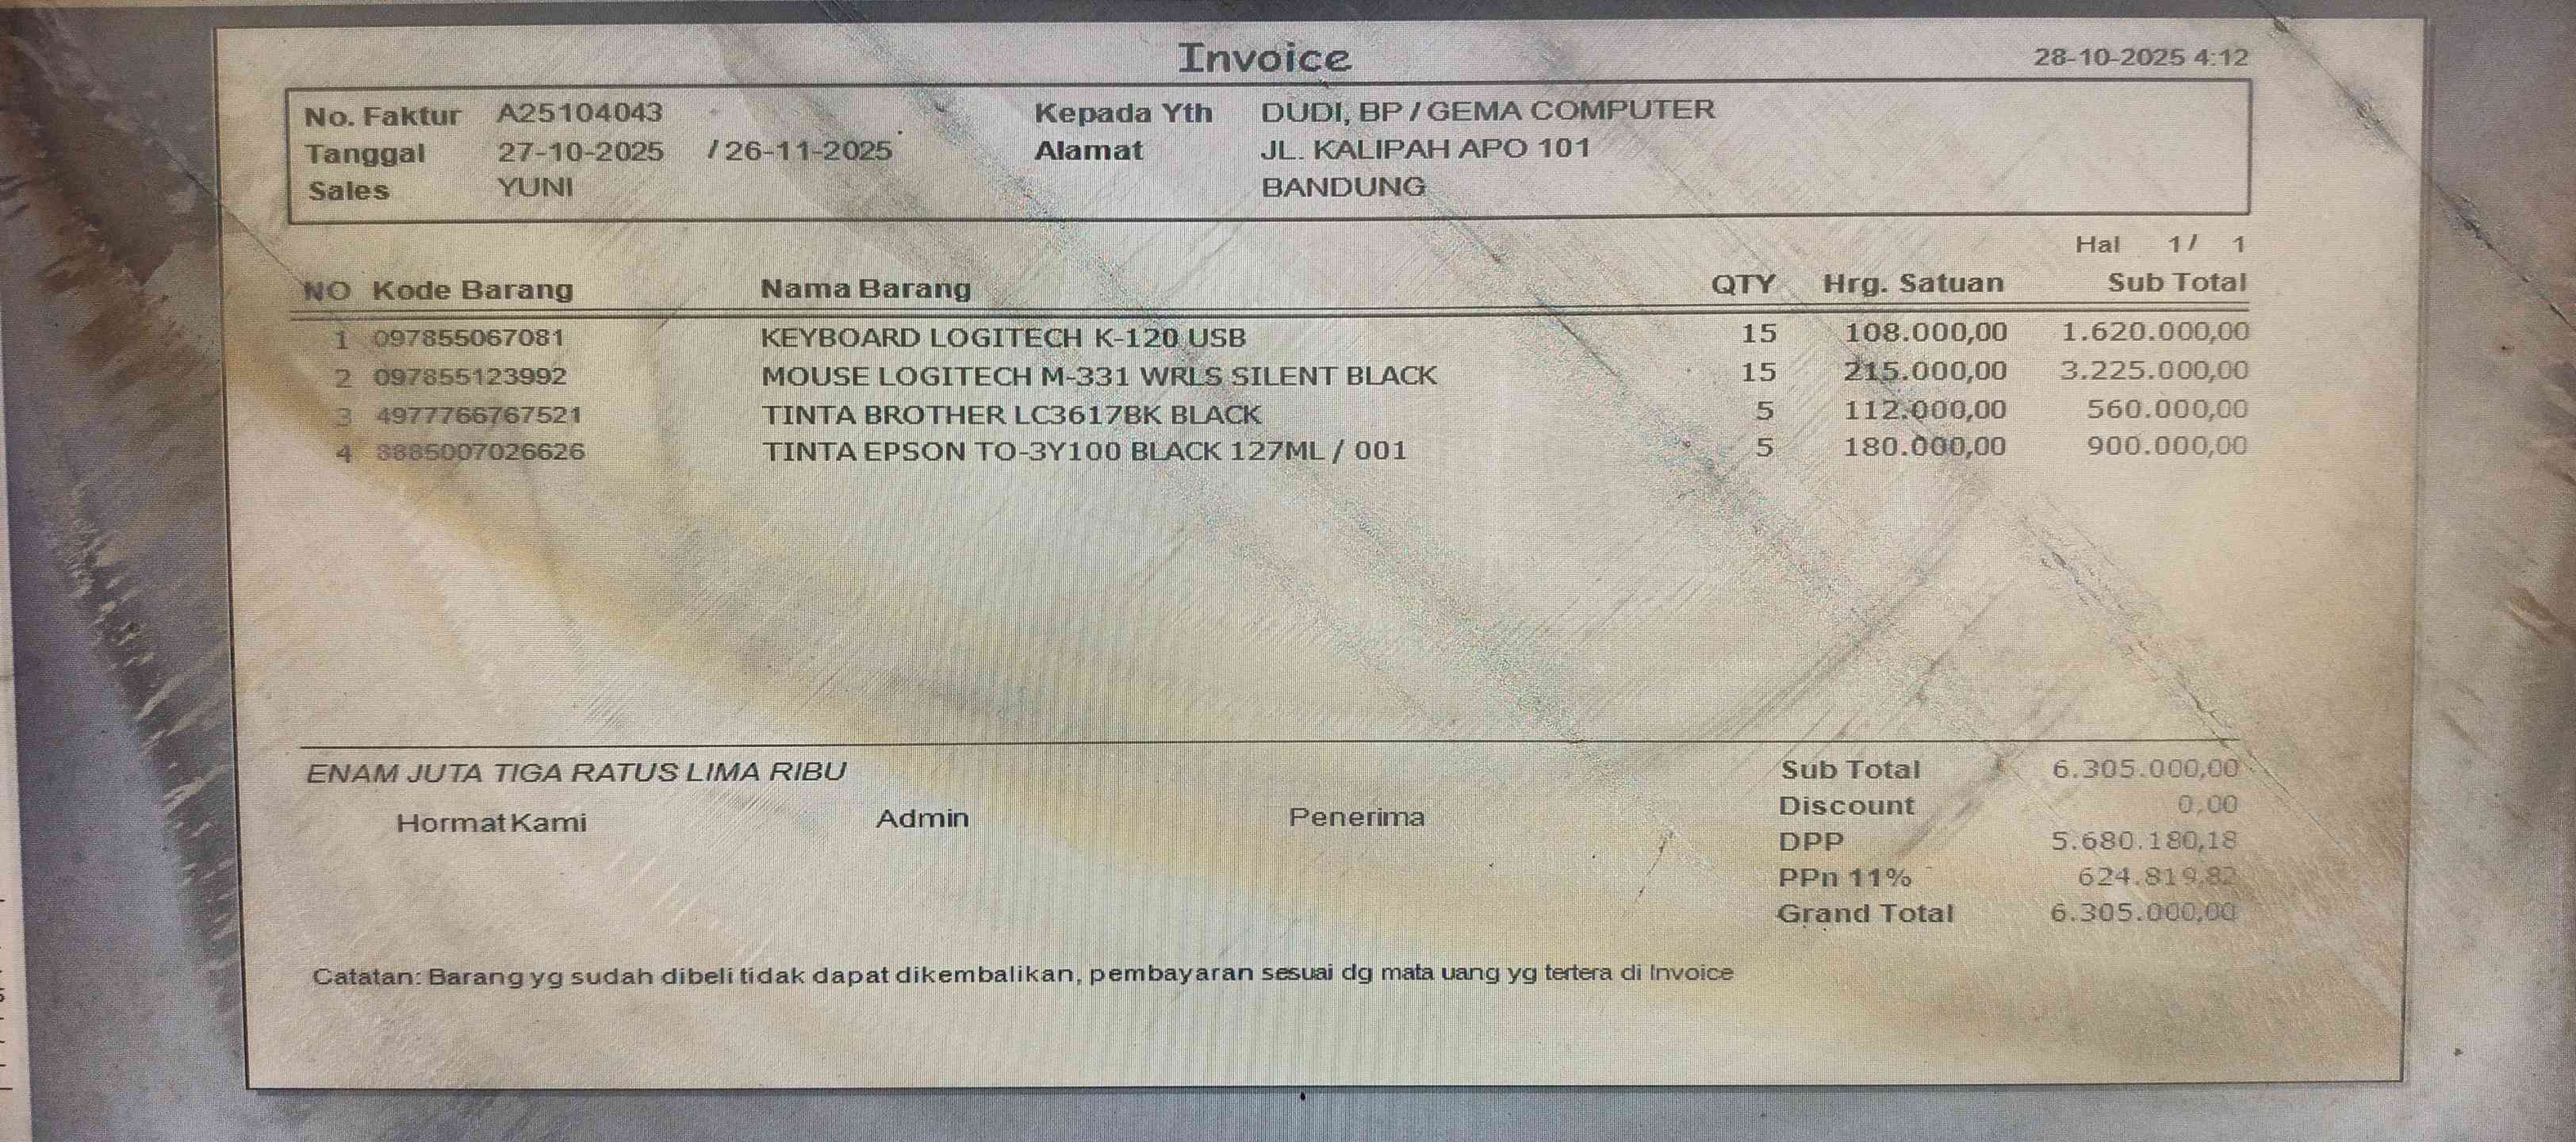 Invoice
28-10-2025 4:12
No. Faktur A25104043 Kepada Yth DUDI, BP / GEMA COMPUTER
Tanggal 27-10-2025 / 26-11-2025 Alamat JL. KALIPAH APO 101
Sales YUNI BANDUNG
Hal 1 / 1
NO Kode Barang Nama Barang QTY Hrg. Satuan Sub Total
1 097855067081 KEYBOARD LOGITECH K-120 USB 15 108.000,00 1.620.000,00
2 097855123992 MOUSE LOGITECH M-331 WRLS SILENT BLACK 15 215.000,00 3.225.000,00
3 4977766767521 TINTA BROTHER LC3617BK BLACK 5 112.000,00 560.000,00
4 8885007026626 TINTA EPSON TO-3Y100 BLACK 127ML / 001 5 180.000,00 900.000,00
ENAM JUTA TIGA RATUS LIMA RIBU
Hormat Kami Admin Penerima
Sub Total 6.305.000,00
Discount 0,00
DPP 5.680.180,18
PPn 11% 624.819,82
Grand Total 6.305.000,00
Catatan: Barang yg sudah dibeli tidak dapat dikembalikan, pembayaran sesuai dg mata uang yg tertera di Invoice